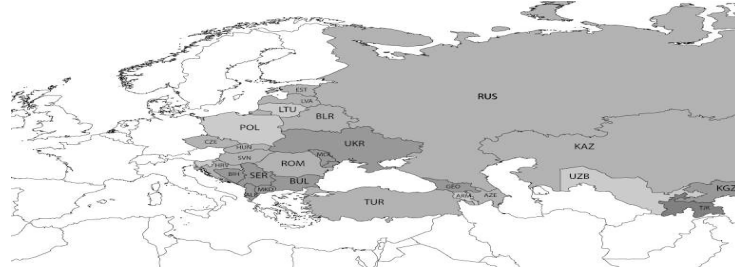 RUS
EST
LVA
LTU
BLR
POL
UKR
CZE
KAZ
HUN
MDA
SVN
ROM
UZB
HRV
BIH
SER
BUL
KGZ
MKD
ALB
GEO
ARM
AZE
TUR
TJK